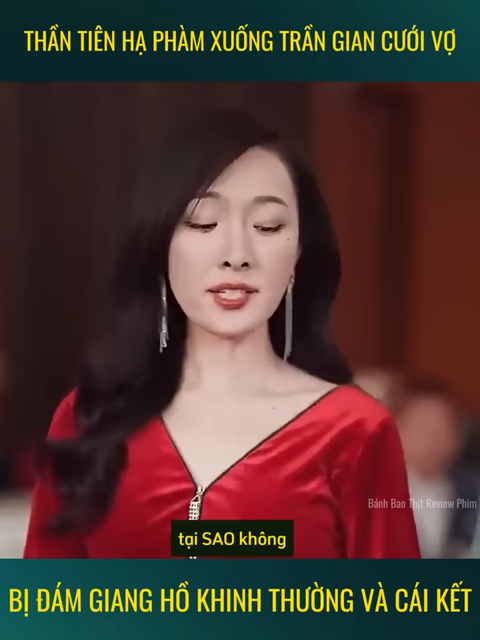 THẦN TIÊN HẠ PHÀM XUỐNG TRẦN GIAN CƯỚI VỢ
Bánh Bao Thịt Review Phim
tại SAO không
BỊ ĐÁM GIANG HỒ KHINH THƯỜNG VÀ CÁI KẾT